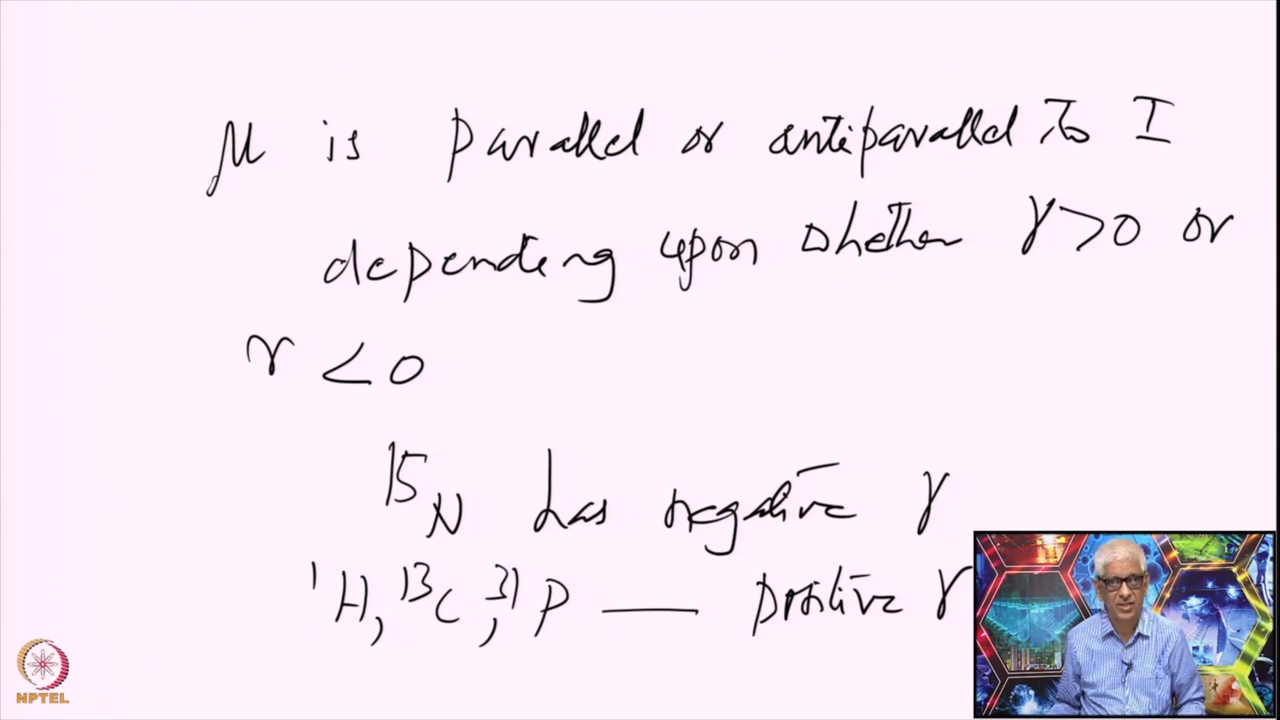 μ is parallel or antiparallel to I
depending upon whether γ>0 or
γ < 0
¹⁵N has negative γ
¹H, ¹³C, ³¹P — positive γ
NPTEL